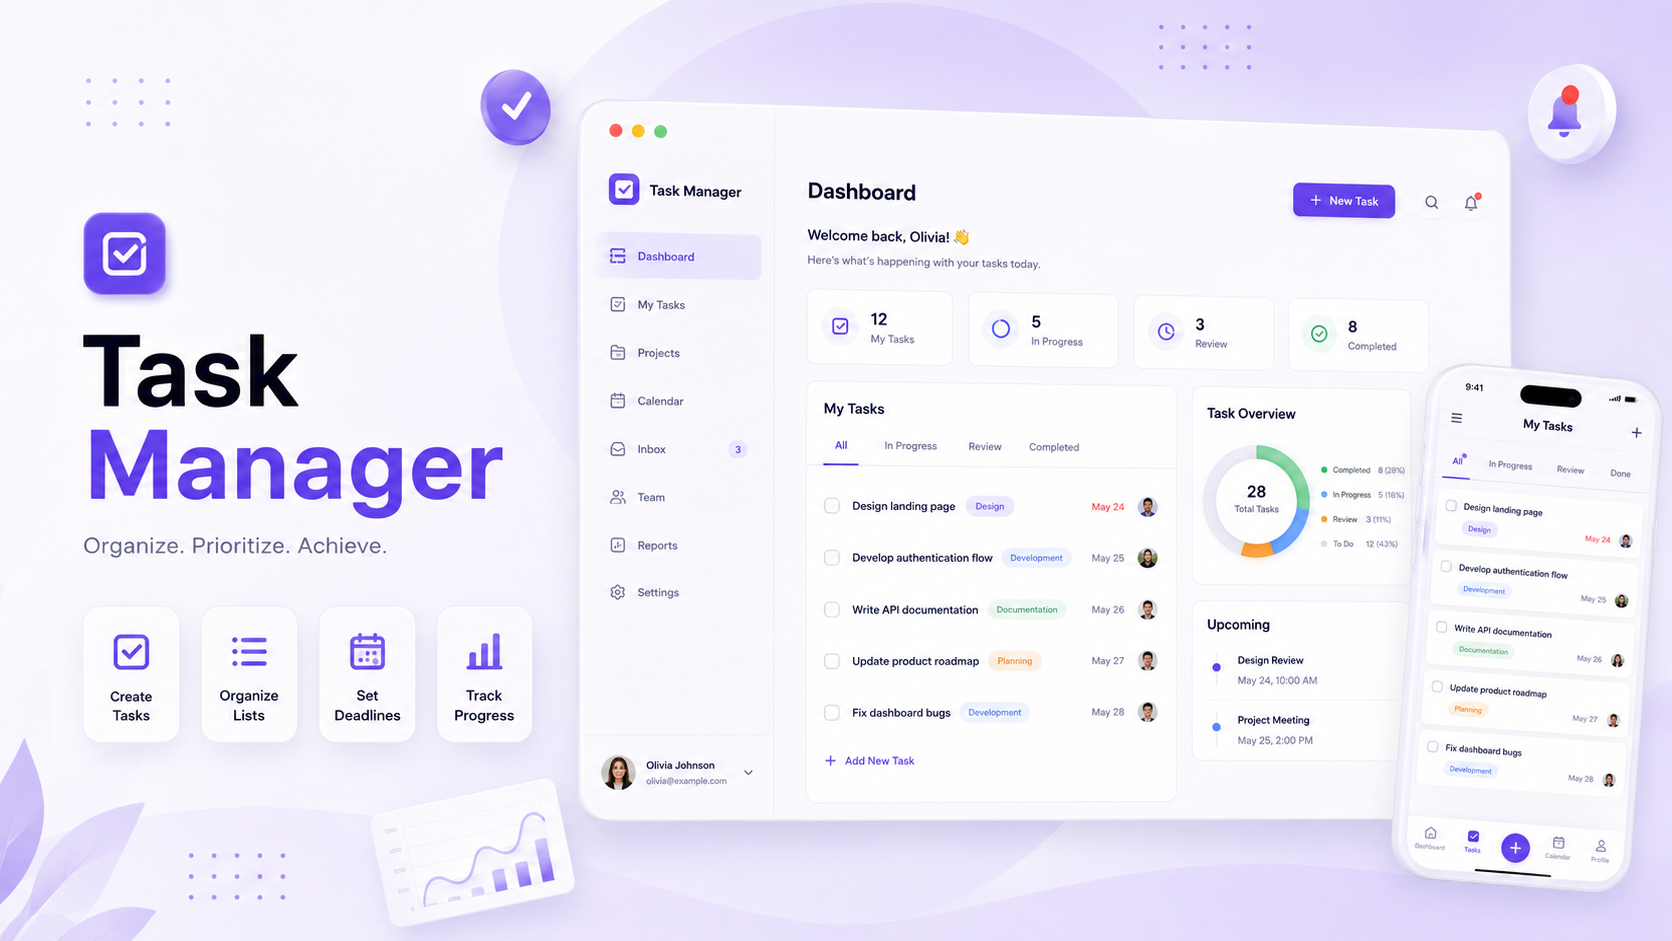 Task
Manager
Organize. Prioritize. Achieve.
Create
Tasks
Organize
Lists
Set
Deadlines
Track
Progress
Task Manager
Dashboard
My Tasks
Projects
Calendar
Inbox 3
Team
Reports
Settings
Olivia Johnson
olivia@example.com
Dashboard
+ New Task
Welcome back, Olivia! 👋
Here's what's happening with your tasks today.
12
My Tasks
5
In Progress
3
Review
8
Completed
My Tasks
All In Progress Review Completed
Design landing page Design May 24
Develop authentication flow Development May 25
Write API documentation Documentation May 26
Update product roadmap Planning May 27
Fix dashboard bugs Development May 28
+ Add New Task
Task Overview
28
Total Tasks
Completed 8 (28%)
In Progress 5 (18%)
Review 3 (11%)
To Do 12 (43%)
Upcoming
Design Review
May 24, 10:00 AM
Project Meeting
May 25, 2:00 PM
9:41
My Tasks
All In Progress Review Done
Design landing page
Design
May 24
Develop authentication flow
Development
May 25
Write API documentation
Documentation
May 26
Update product roadmap
Planning
May 27
Fix dashboard bugs
Development
May 28
Dashboard Tasks Calendar Profile